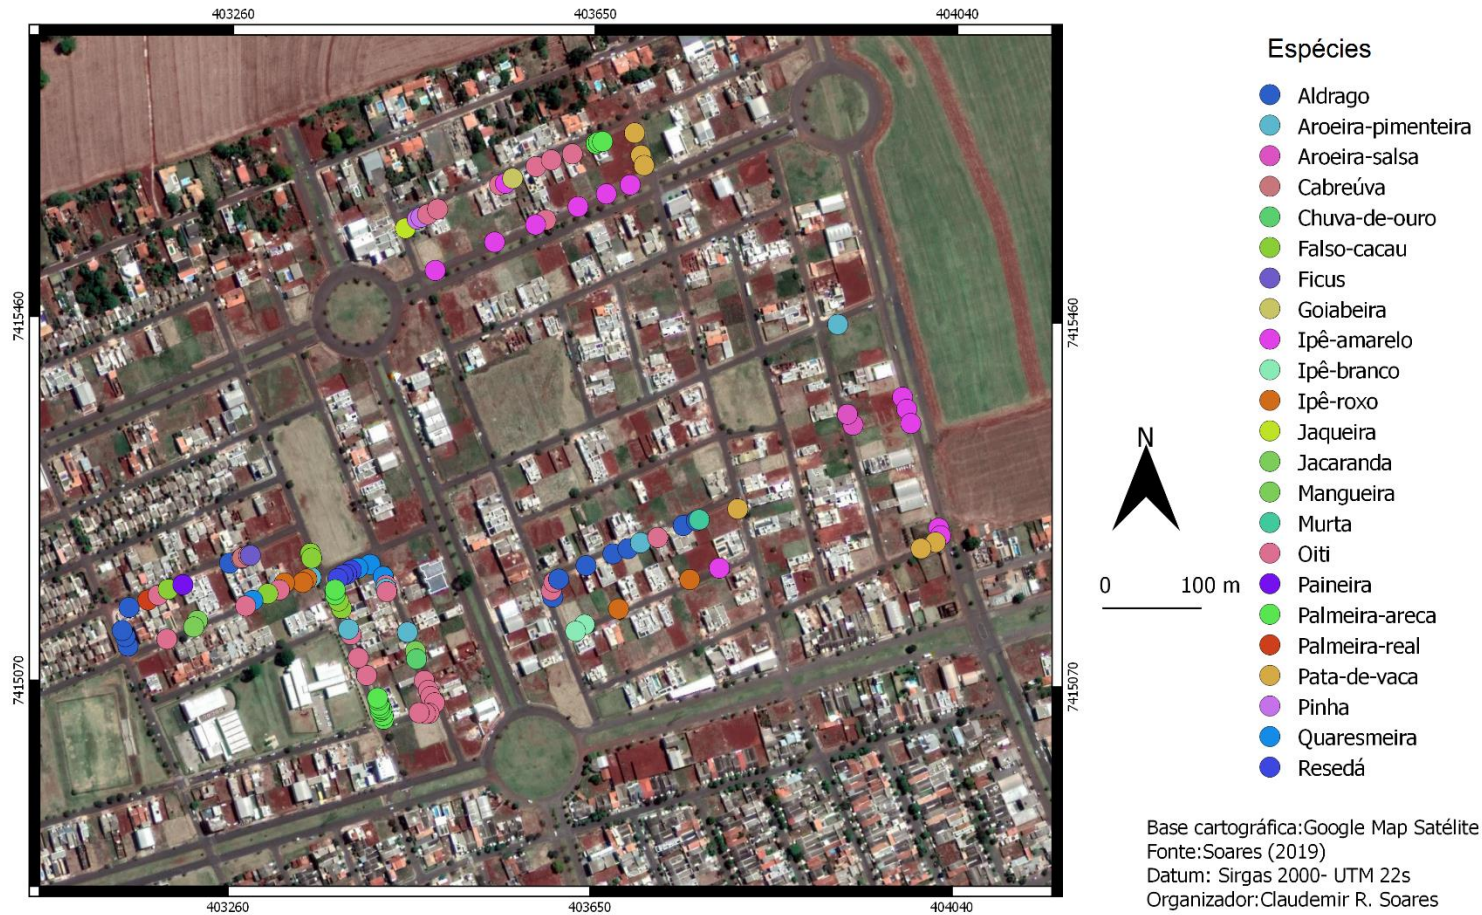 403260 403650 404040
7415460 7415460
7415070 7415070
403260 403650 404040
Espécies
Aldrago
Aroeira-pimenteira
Aroeira-salsa
Cabreúva
Chuva-de-ouro
Falso-cacau
Ficus
Goiabeira
Ipê-amarelo
Ipê-branco
Ipê-roxo
Jaqueira
Jacaranda
Mangueira
Murta
Oiti
Paineira
Palmeira-areca
Palmeira-real
Pata-de-vaca
Pinha
Quaresmeira
Resedá
N
0 100 m
Base cartográfica:Google Map Satélite
Fonte:Soares (2019)
Datum: Sirgas 2000- UTM 22s
Organizador:Claudemir R. Soares